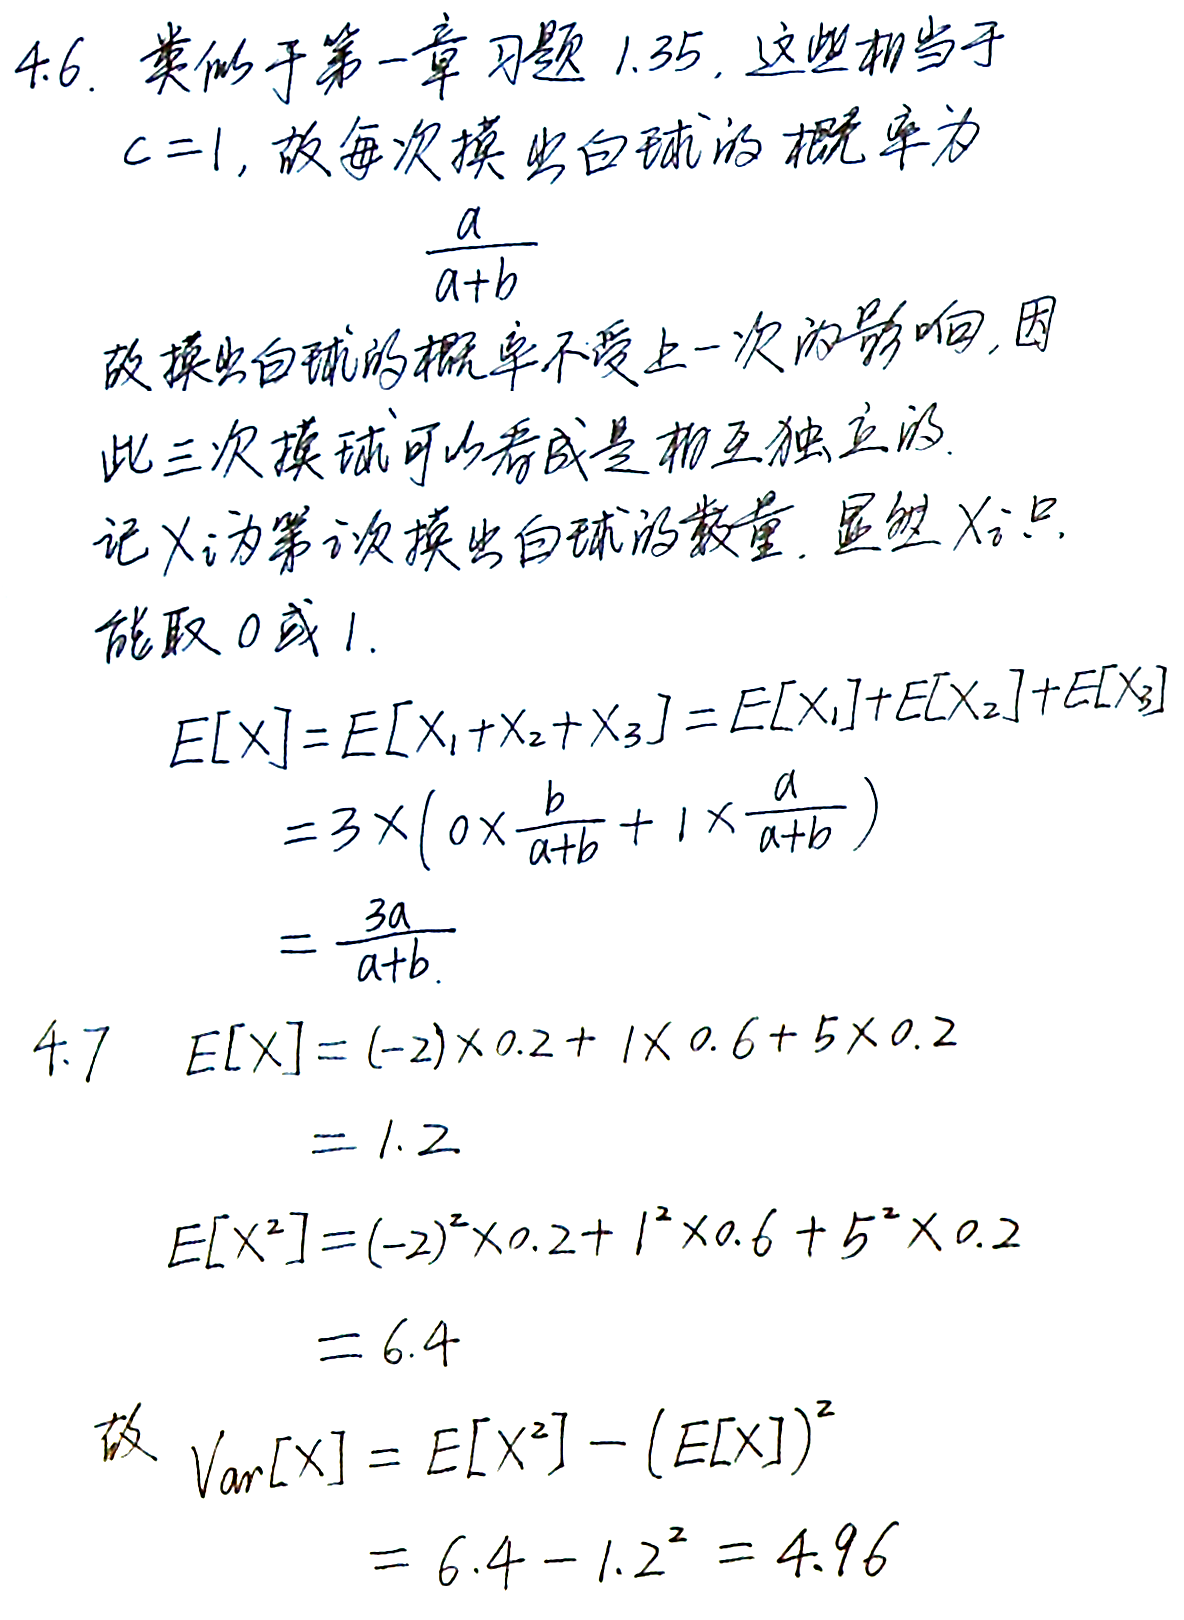 4.6. 类似于第一章习题 1.35, 这些相当于
c=1, 故每次摸出白球的概率为
a/(a+b)
故摸出白球的概率不受上一次的影响,因
此三次摸球可以看成是相互独立的.
记Xi为第i次摸出白球的数量. 显然Xi只
能取0或1.
E[X]=E[X₁+X₂+X₃]=E[X₁]+E[X₂]+E[X₃]
=3×(0×b/(a+b)+1×a/(a+b))
=3a/(a+b).
4.7 E[X]=(-2)×0.2+1×0.6+5×0.2
=1.2
E[X²]=(-2)²×0.2+1²×0.6+5²×0.2
=6.4
故 Var[X]=E[X²]-(E[X])²
=6.4-1.2²=4.96